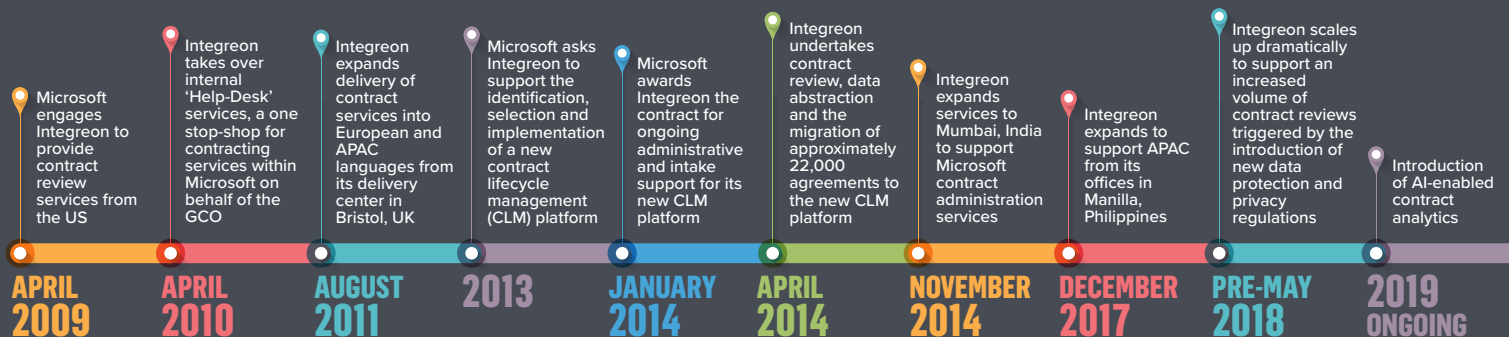 Microsoft
engages
Integreon to
provide
contract
review
services from
the US
APRIL
2009
Integreon
takes over
internal
‘Help-Desk’
services, a one
stop-shop for
contracting
services within
Microsoft on
behalf of the
GCO
APRIL
2010
Integreon
expands
delivery of
contract
services into
European and
APAC
languages from
its delivery
center in
Bristol, UK
AUGUST
2011
Microsoft asks
Integreon to
support the
identification,
selection and
implementation
of a new
contract
lifecycle
management
(CLM) platform
2013
Microsoft
awards
Integreon the
contract for
ongoing
administrative
and intake
support for its
new CLM
platform
JANUARY
2014
Integreon
undertakes
contract
review, data
abstraction
and the
migration of
approximately
22,000
agreements to
the new CLM
platform
APRIL
2014
Integreon
expands
services to
Mumbai, India
to support
Microsoft
contract
administration
services
NOVEMBER
2014
Integreon
expands to
support APAC
from its
offices in
Manilla,
Philippines
DECEMBER
2017
Integreon scales
up dramatically
to support an
increased
volume of
contract reviews
triggered by the
introduction of
new data
protection and
privacy
regulations
PRE-MAY
2018
Introduction
of AI-enabled
contract
analytics
2019
ONGOING